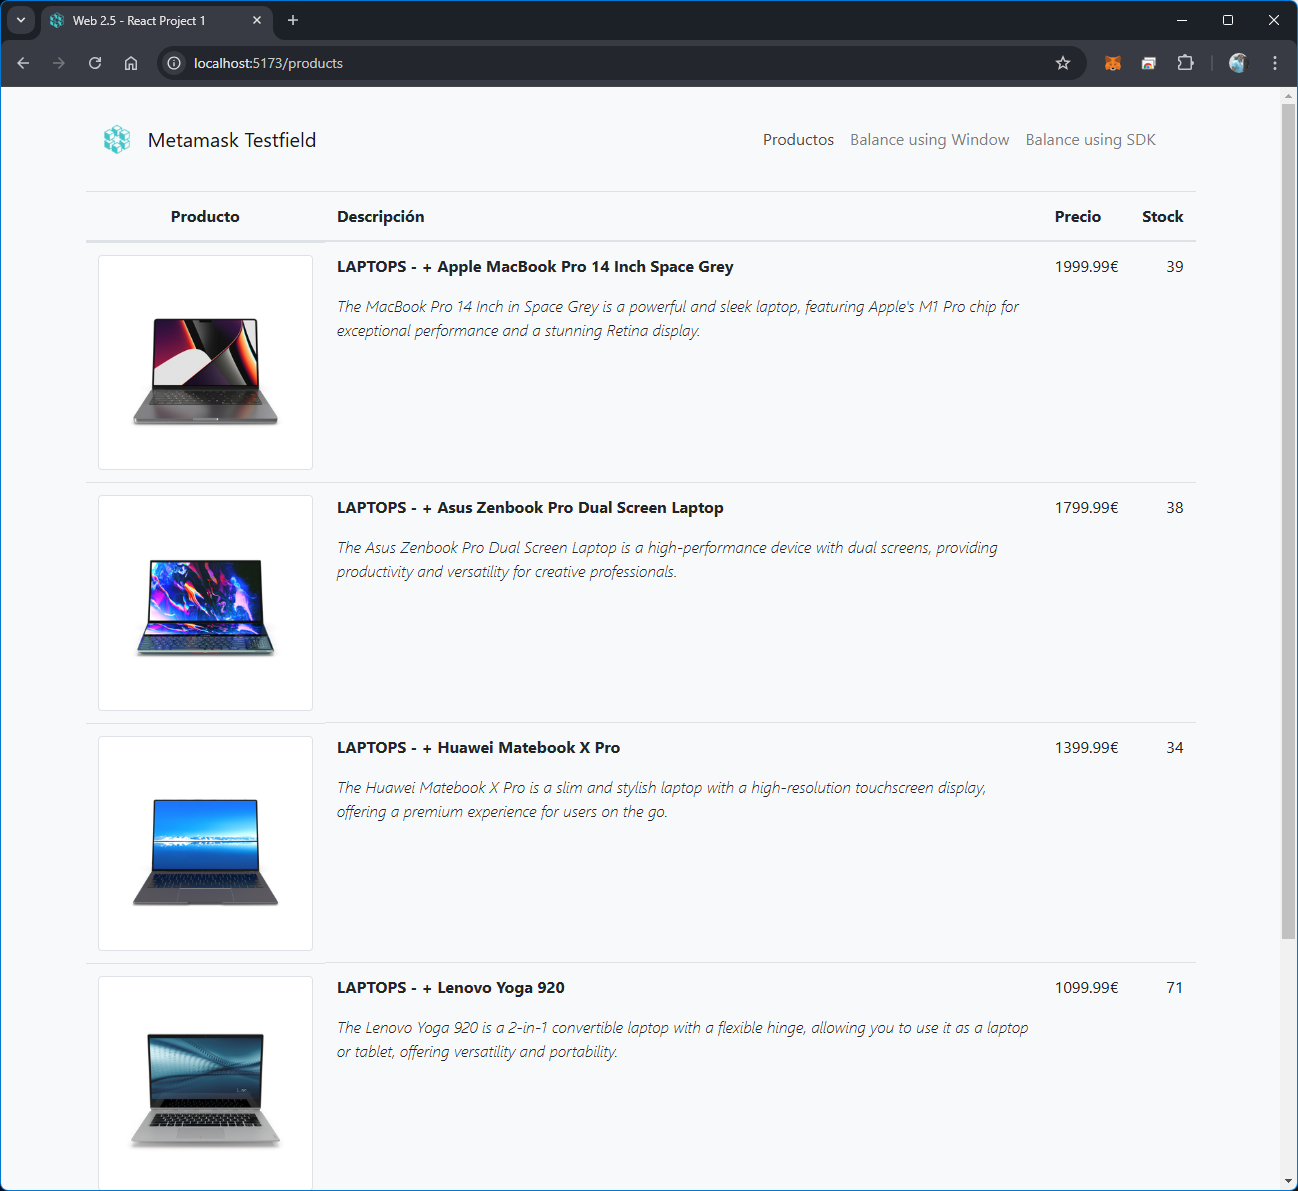 Web 2.5 - React Project 1
localhost:5173/products
Metamask Testfield
Productos Balance using Window Balance using SDK
Producto Descripción Precio Stock
LAPTOPS - + Apple MacBook Pro 14 Inch Space Grey 1999.99€ 39
The MacBook Pro 14 Inch in Space Grey is a powerful and sleek laptop, featuring Apple's M1 Pro chip for
exceptional performance and a stunning Retina display.
LAPTOPS - + Asus Zenbook Pro Dual Screen Laptop 1799.99€ 38
The Asus Zenbook Pro Dual Screen Laptop is a high-performance device with dual screens, providing
productivity and versatility for creative professionals.
LAPTOPS - + Huawei Matebook X Pro 1399.99€ 34
The Huawei Matebook X Pro is a slim and stylish laptop with a high-resolution touchscreen display,
offering a premium experience for users on the go.
LAPTOPS - + Lenovo Yoga 920 1099.99€ 71
The Lenovo Yoga 920 is a 2-in-1 convertible laptop with a flexible hinge, allowing you to use it as a laptop
or tablet, offering versatility and portability.